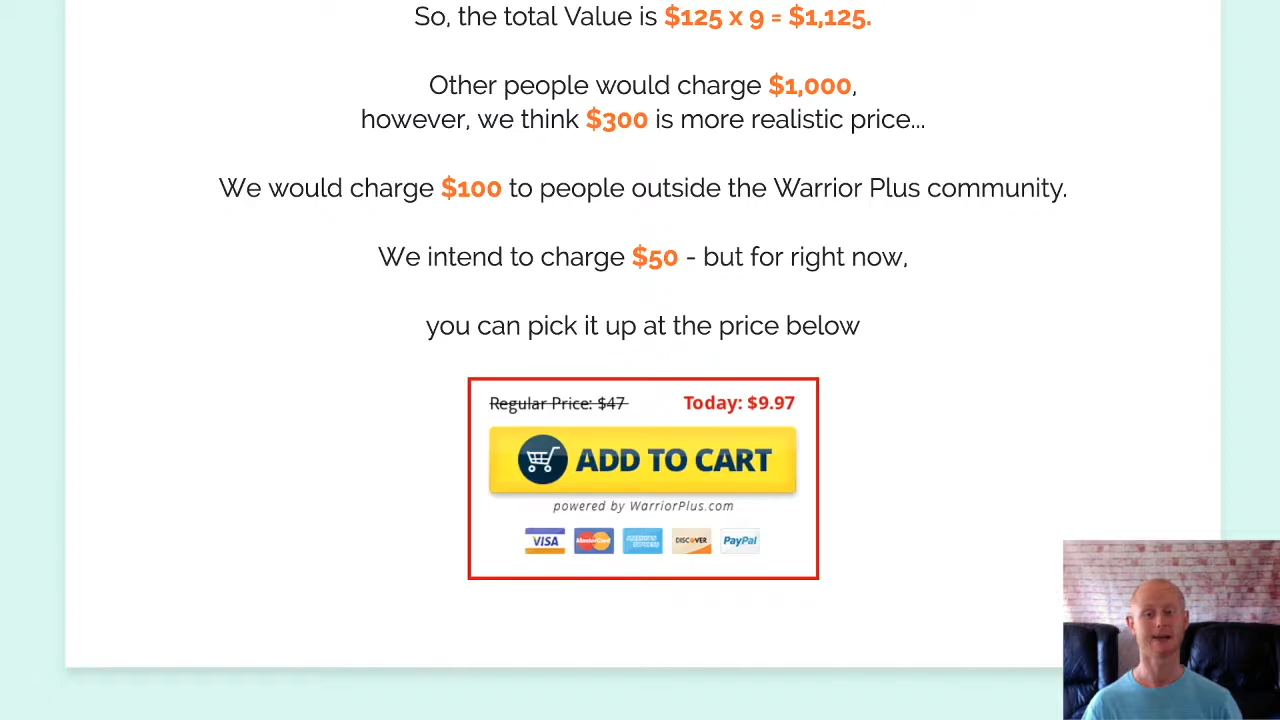 So, the total Value is $125 x 9 = $1,125.
Other people would charge $1,000,
however, we think $300 is more realistic price...
We would charge $100 to people outside the Warrior Plus community.
We intend to charge $50 - but for right now,
you can pick it up at the price below
Regular Price: $47 Today: $9.97
ADD TO CART
powered by WarriorPlus.com
VISA MasterCard AMERICAN EXPRESS DISCOVER PayPal